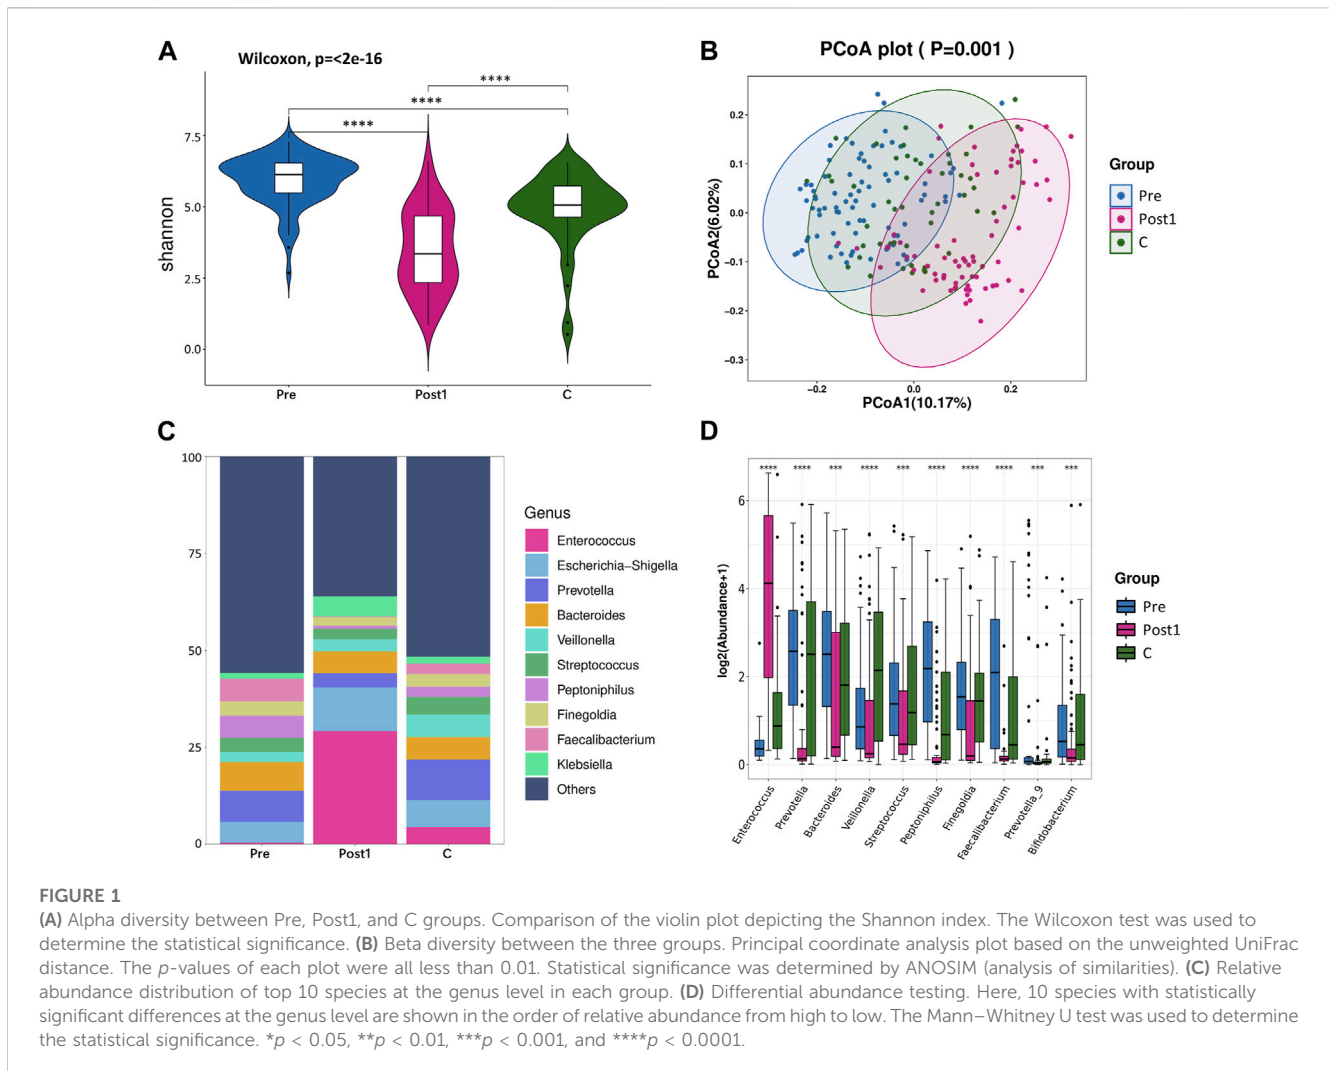 A
Wilcoxon, p=<2e-16
****
****
****
7.5
5.0
2.5
0.0
shannon
Pre Post1 C
B
PCoA plot ( P=0.001 )
0.2
0.1
0.0
−0.1
−0.2
−0.3
PCoA2(6.02%)
−0.2 0.0 0.2
PCoA1(10.17%)
Group
Pre
Post1
C
C
100
75
50
25
0
Pre Post1 C
Genus
Enterococcus
Escherichia−Shigella
Prevotella
Bacteroides
Veillonella
Streptococcus
Peptoniphilus
Finegoldia
Faecalibacterium
Klebsiella
Others
D
**** **** *** **** *** **** **** **** *** ***
6
4
2
0
log2(Abundance+1)
Enterococcus
Prevotella
Bacteroides
Veillonella
Streptococcus
Peptoniphilus
Finegoldia
Faecalibacterium
Prevotella_9
Bifidobacterium
Group
Pre
Post1
C
FIGURE 1
(A) Alpha diversity between Pre, Post1, and C groups. Comparison of the violin plot depicting the Shannon index. The Wilcoxon test was used to
determine the statistical significance. (B) Beta diversity between the three groups. Principal coordinate analysis plot based on the unweighted UniFrac
distance. The p-values of each plot were all less than 0.01. Statistical significance was determined by ANOSIM (analysis of similarities). (C) Relative
abundance distribution of top 10 species at the genus level in each group. (D) Differential abundance testing. Here, 10 species with statistically
significant differences at the genus level are shown in the order of relative abundance from high to low. The Mann–Whitney U test was used to determine
the statistical significance. *p < 0.05, **p < 0.01, ***p < 0.001, and ****p < 0.0001.